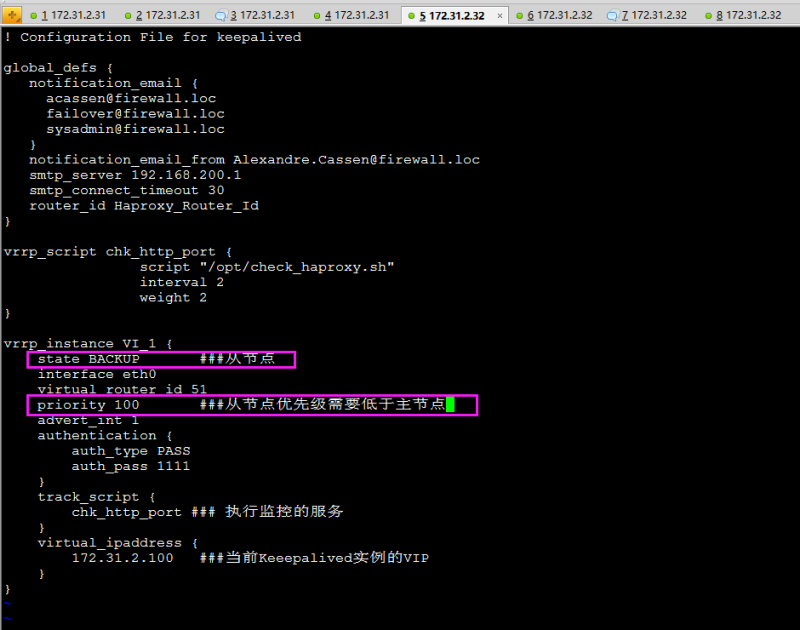 1 172.31.2.31 2 172.31.2.31 3 172.31.2.31 4 172.31.2.31 5 172.31.2.32 × 6 172.31.2.32 7 172.31.2.32 8 172.31.2.32
! Configuration File for keepalived
global_defs {
notification_email {
acassen@firewall.loc
failover@firewall.loc
sysadmin@firewall.loc
}
notification_email_from Alexandre.Cassen@firewall.loc
smtp_server 192.168.200.1
smtp_connect_timeout 30
router_id Haproxy_Router_Id
}
vrrp_script chk_http_port {
script "/opt/check_haproxy.sh"
interval 2
weight 2
}
vrrp_instance VI_1 {
state BACKUP ###从节点
interface eth0
virtual_router_id 51
priority 100 ###从节点优先级需要低于主节点
advert_int 1
authentication {
auth_type PASS
auth_pass 1111
}
track_script {
chk_http_port ### 执行监控的服务
}
virtual_ipaddress {
172.31.2.100 ###当前Keeepalived实例的VIP
}
}
~
~